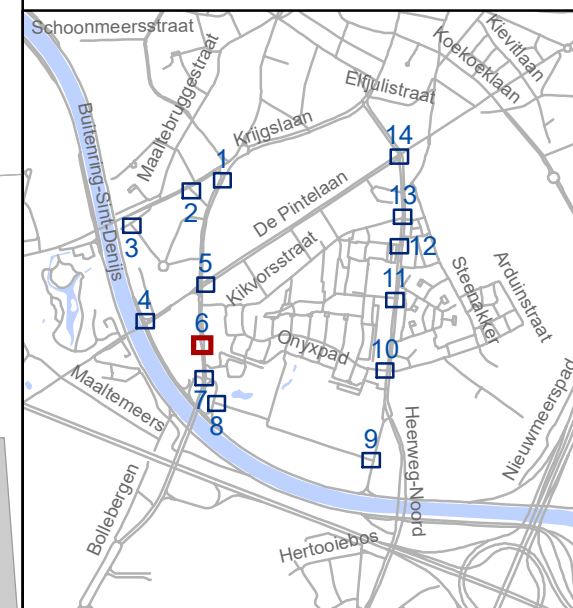 Schoonmeersstraat
Maaltebruggestraat
Kievitlaan
Koekoeklaan
Elfjulistraat
Krijgslaan
Buitenring-Sint-Denijs
1
2
3
14
De Pintelaan
13
12
Kikvorsstraat
5
11
Steenakker
Arduinstraat
4
6
Onyxpad
10
7
8
Maaltemeers
9
Heerweg-Noord
Nieuwmeerspad
Bollebergen
Hertooiebos